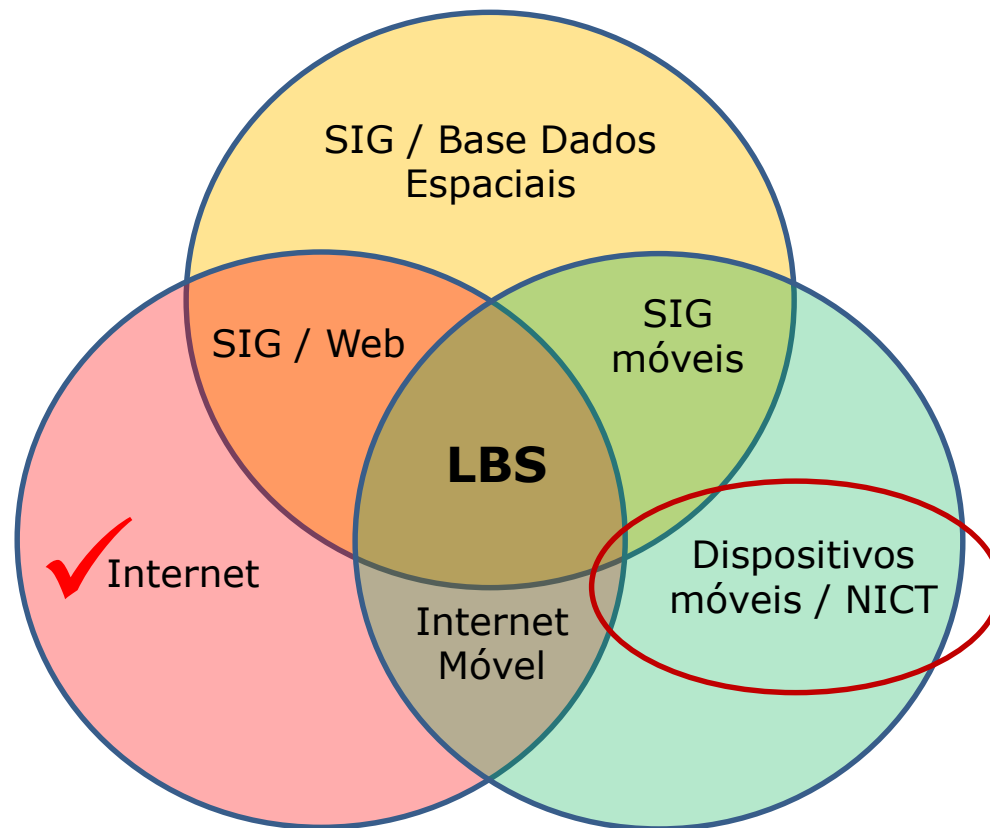 SIG / Base Dados
Espaciais
SIG / Web
SIG
móveis
LBS
Internet
Dispositivos
móveis / NICT
Internet
Móvel